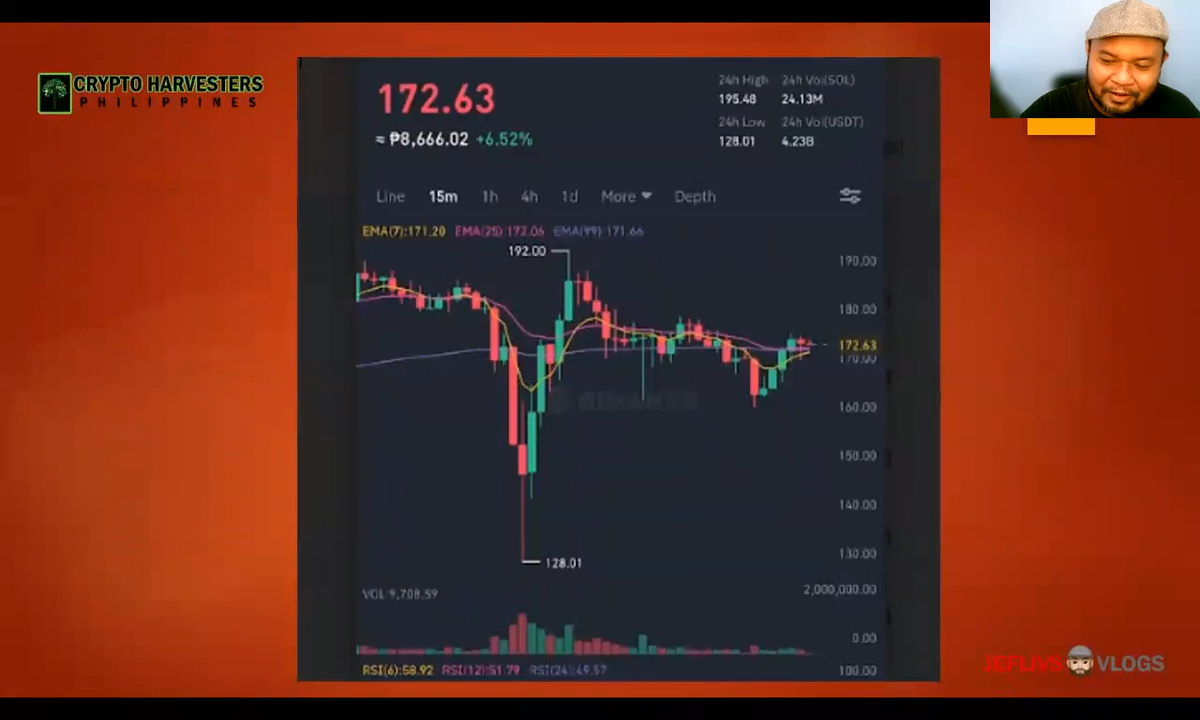 CRYPTO HARVESTERS
PHILIPPINES
172.63
≈ ₱8,666.02 +6.52%
24h High 24h Vol(SOL)
195.48 24.13M
24h Low 24h Vol(USDT)
128.01 4.23B
Line 15m 1h 4h 1d More Depth
EMA(7):171.20 EMA(25):172.06 EMA(99):171.66
192.00
190.00
180.00
172.63
170.00
160.00
BINANCE
150.00
140.00
130.00
128.01
VOL:9,708.59
2,000,000.00
0.00
RSI(6):58.92 RSI(12):51.79 RSI(24):49.57
100.00
JEFLIVS VLOGS